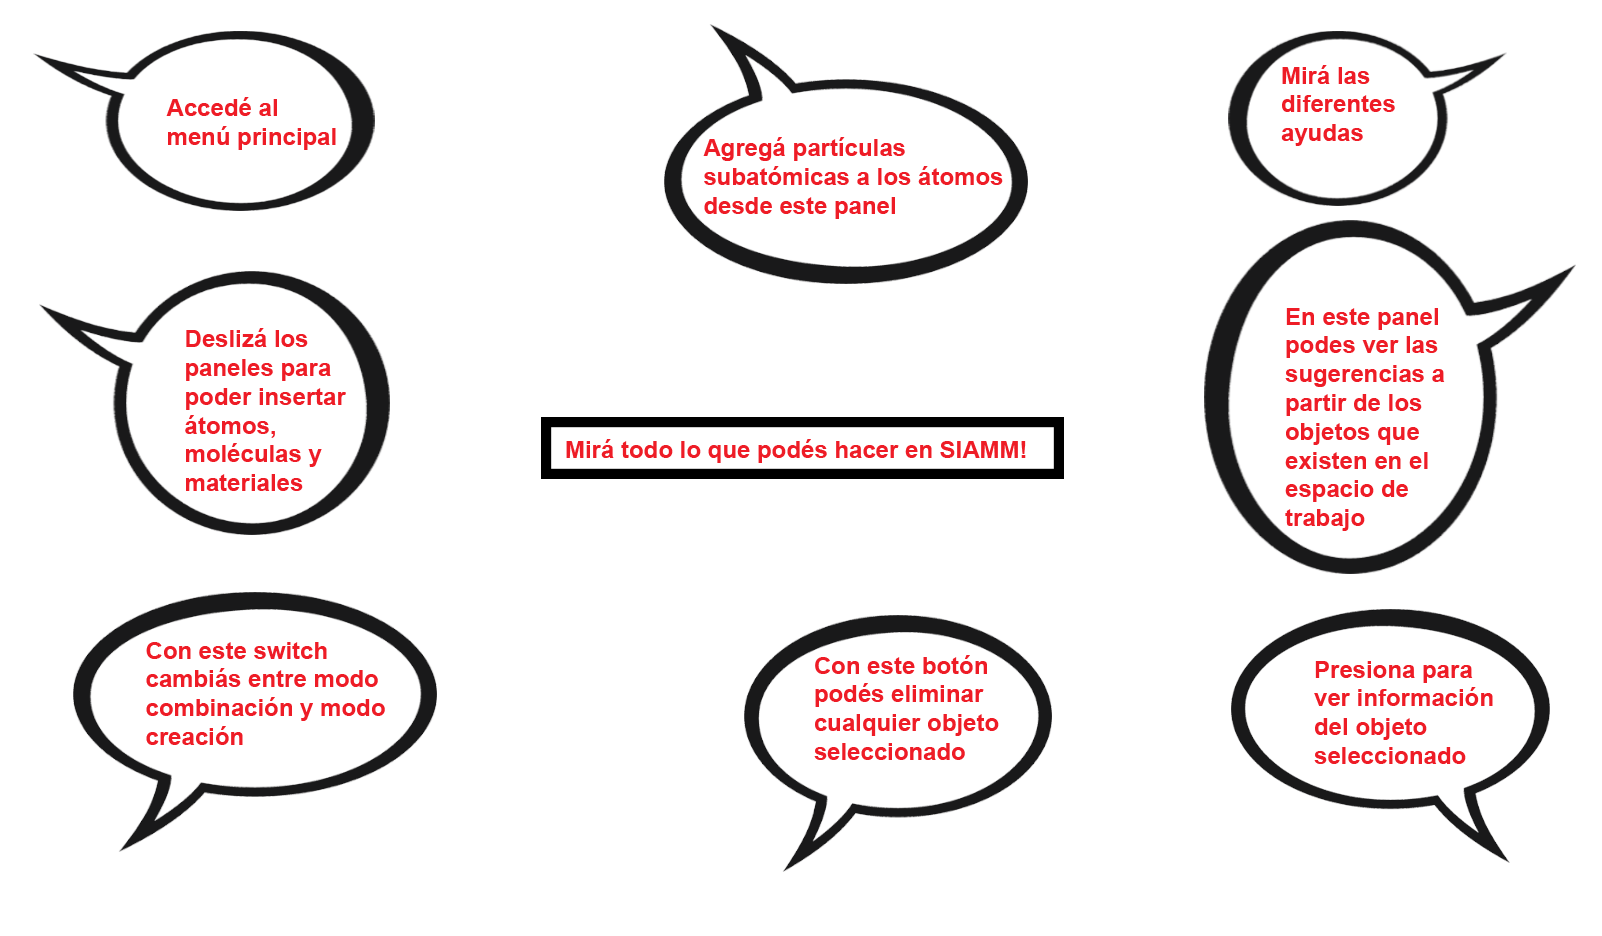 Accedé al
menú principal
Agregá partículas
subatómicas a los átomos
desde este panel
Mirá las
diferentes
ayudas
Deslizá los
paneles para
poder insertar
átomos,
moléculas y
materiales
Mirá todo lo que podés hacer en SIAMM!
En este panel
podes ver las
sugerencias a
partir de los
objetos que
existen en el
espacio de
trabajo
Con este switch
cambiás entre modo
combinación y modo
creación
Con este botón
podés eliminar
cualquier objeto
seleccionado
Presiona para
ver información
del objeto
seleccionado